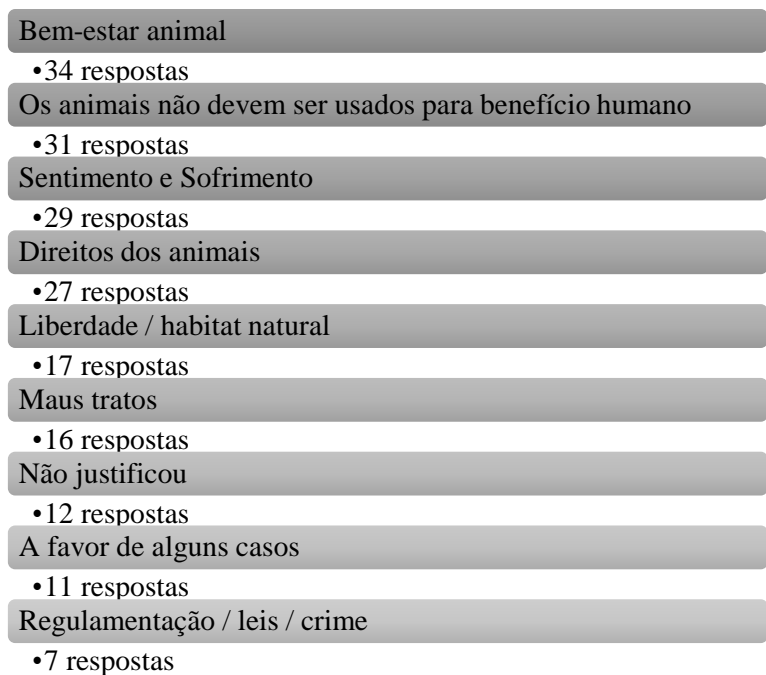 Bem-estar animal
•34 respostas
Os animais não devem ser usados para benefício humano
•31 respostas
Sentimento e Sofrimento
•29 respostas
Direitos dos animais
•27 respostas
Liberdade / habitat natural
•17 respostas
Maus tratos
•16 respostas
Não justificou
•12 respostas
A favor de alguns casos
•11 respostas
Regulamentação / leis / crime
•7 respostas